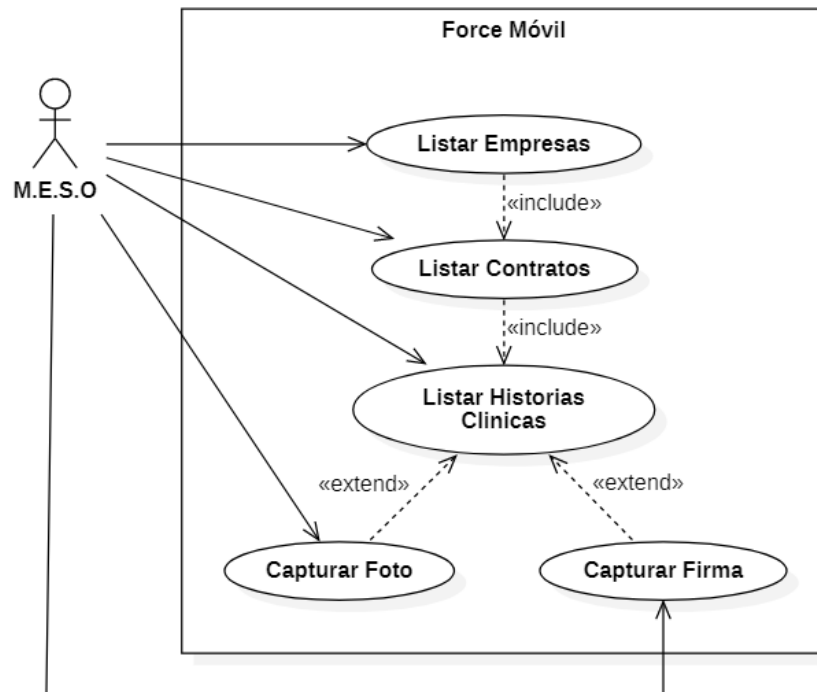 Force Móvil
M.E.S.O
Listar Empresas
«include»
Listar Contratos
«include»
Listar Historias
Clinicas
«extend»
«extend»
Capturar Foto
Capturar Firma